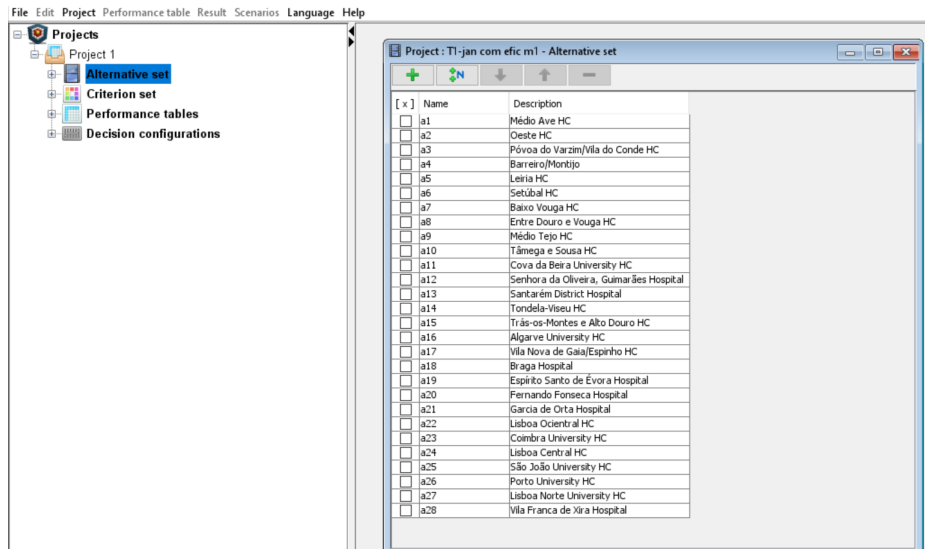 File Edit Project Performance table Result Scenarios Language Help
Projects
Project 1
Alternative set
Criterion set
Performance tables
Decision configurations
Project : T1-jan com efic m1 - Alternative set
N
[ x ] Name Description
a1 Médio Ave HC
a2 Oeste HC
a3 Póvoa do Varzim/Vila do Conde HC
a4 Barreiro/Montijo
a5 Leiria HC
a6 Setúbal HC
a7 Baixo Vouga HC
a8 Entre Douro e Vouga HC
a9 Médio Tejo HC
a10 Tâmega e Sousa HC
a11 Cova da Beira University HC
a12 Senhora da Oliveira, Guimarães Hospital
a13 Santarém District Hospital
a14 Tondela-Viseu HC
a15 Trás-os-Montes e Alto Douro HC
a16 Algarve University HC
a17 Vila Nova de Gaia/Espinho HC
a18 Braga Hospital
a19 Espírito Santo de Évora Hospital
a20 Fernando Fonseca Hospital
a21 Garcia de Orta Hospital
a22 Lisboa Ociental HC
a23 Coimbra University HC
a24 Lisboa Central HC
a25 São João University HC
a26 Porto University HC
a27 Lisboa Norte University HC
a28 Vila Franca de Xira Hospital